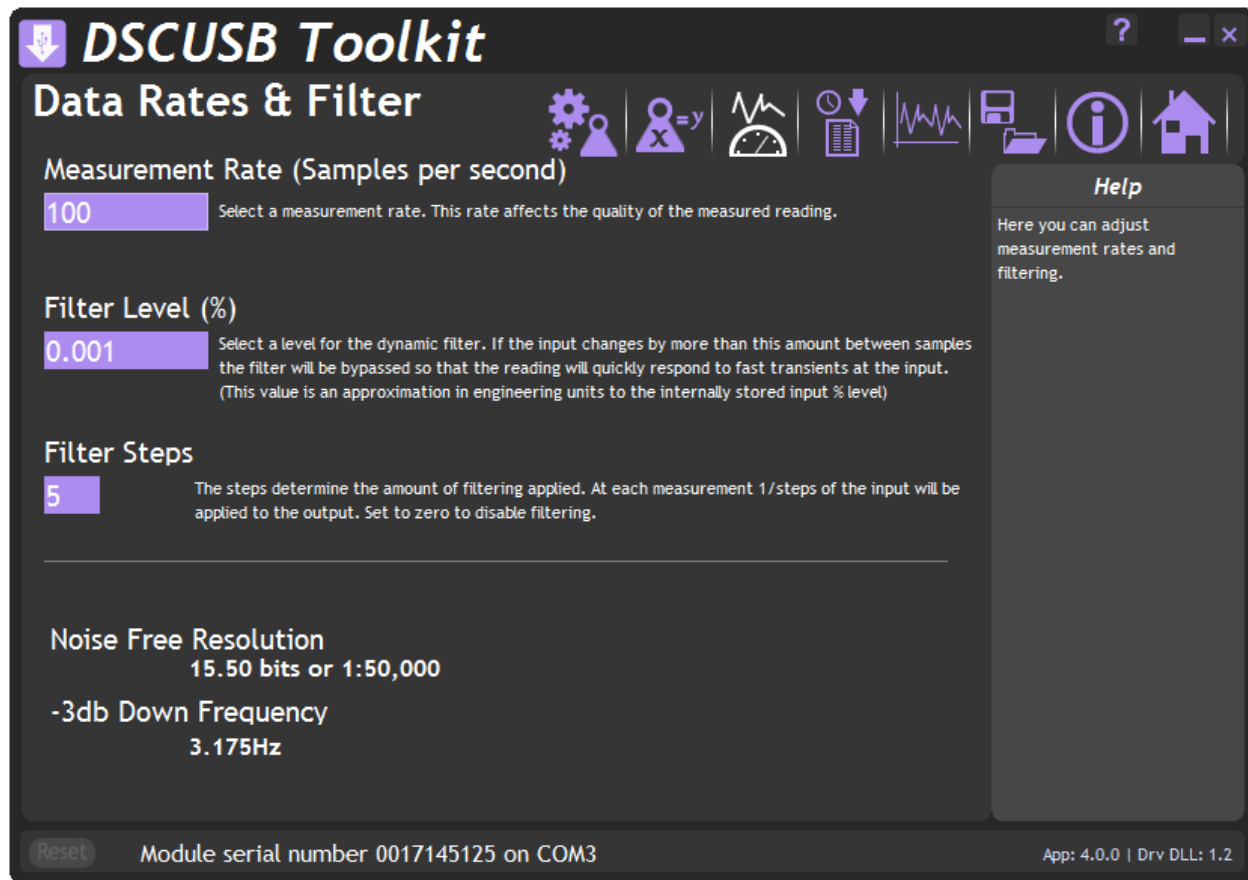 DSCUSB Toolkit
?
Data Rates & Filter
x =y
Measurement Rate (Samples per second)
100
Select a measurement rate. This rate affects the quality of the measured reading.
Filter Level (%)
0.001
Select a level for the dynamic filter. If the input changes by more than this amount between samples
the filter will be bypassed so that the reading will quickly respond to fast transients at the input.
(This value is an approximation in engineering units to the internally stored input % level)
Filter Steps
5
The steps determine the amount of filtering applied. At each measurement 1/steps of the input will be
applied to the output. Set to zero to disable filtering.
Noise Free Resolution
15.50 bits or 1:50,000
-3db Down Frequency
3.175Hz
Help
Here you can adjust
measurement rates and
filtering.
Reset
Module serial number 0017145125 on COM3
App: 4.0.0 | Drv DLL: 1.2